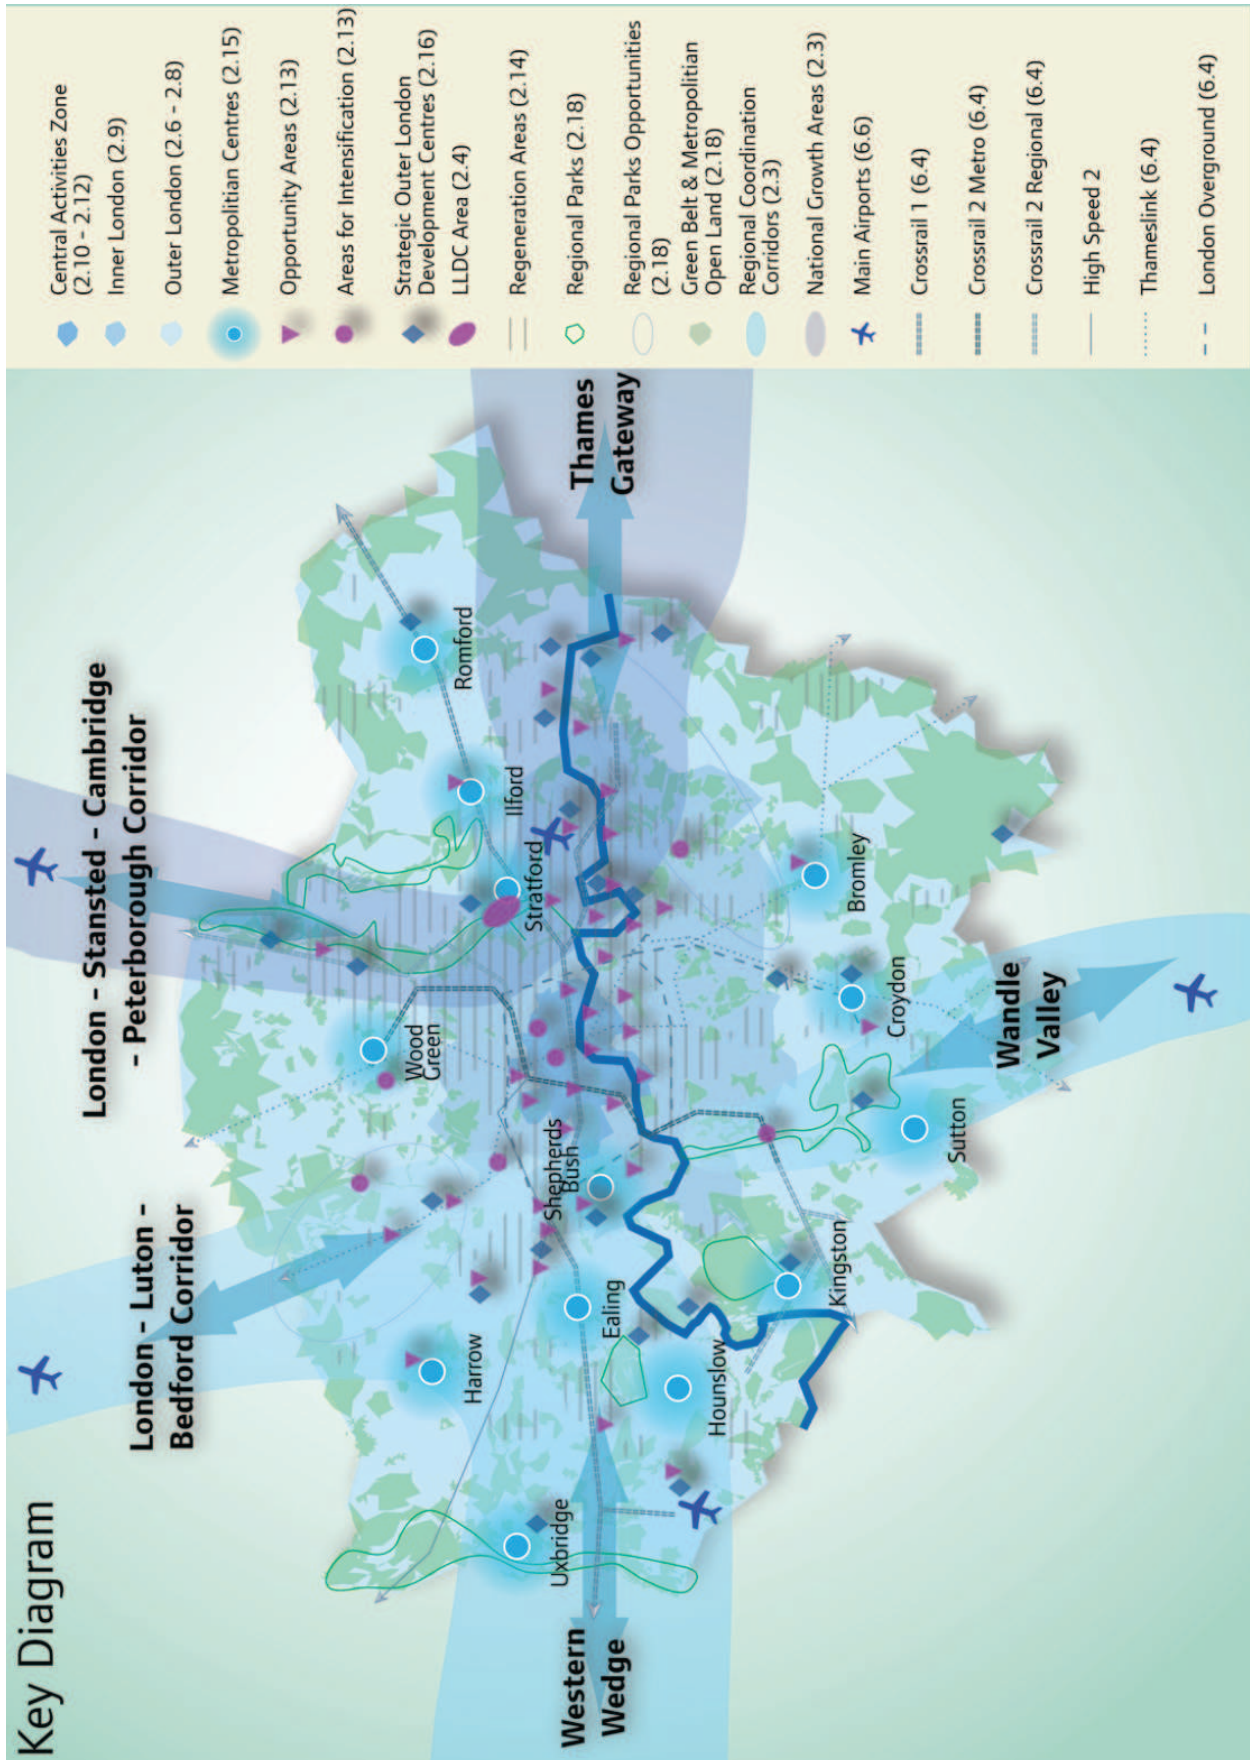 Key Diagram
London - Luton -
Bedford Corridor
London - Stansted - Cambridge
- Peterborough Corridor
Western
Wedge
Thames
Gateway
Wandle
Valley
Uxbridge
Harrow
Ealing
Hounslow
Kingston
Shepherds
Bush
Wood
Green
Sutton
Croydon
Bromley
Stratford
Ilford
Romford
Central Activities Zone
(2.10 - 2.12)
Inner London (2.9)
Outer London (2.6 - 2.8)
Metropolitan Centres (2.15)
Opportunity Areas (2.13)
Areas for Intensification (2.13)
Strategic Outer London
Development Centres (2.16)
LLDC Area (2.4)
Regeneration Areas (2.14)
Regional Parks (2.18)
Regional Parks Opportunities
(2.18)
Green Belt & Metropolitan
Open Land (2.18)
Regional Coordination
Corridors (2.3)
National Growth Areas (2.3)
Main Airports (6.6)
Crossrail 1 (6.4)
Crossrail 2 Metro (6.4)
Crossrail 2 Regional (6.4)
High Speed 2
Thameslink (6.4)
London Overground (6.4)